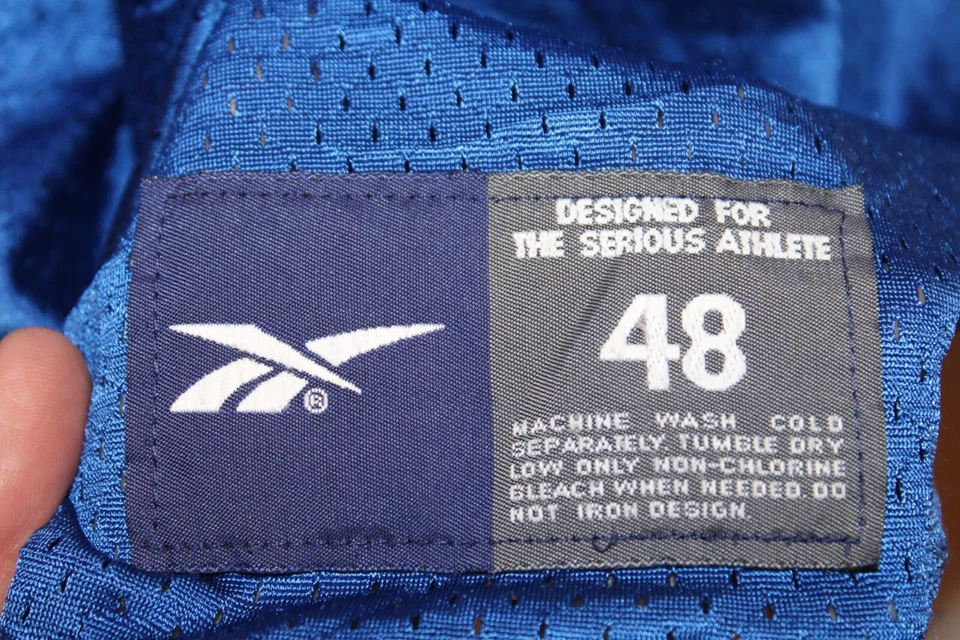 DESIGNED FOR
THE SERIOUS ATHLETE
48
MACHINE WASH COLD
SEPARATELY. TUMBLE DRY
LOW ONLY NON-CHLORINE
BLEACH WHEN NEEDED. DO
NOT IRON DESIGN.
®